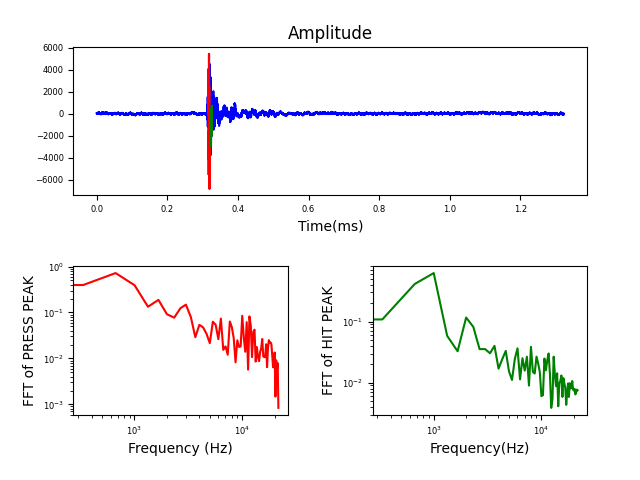 Amplitude
6000
4000
2000
0
−2000
−4000
−6000
0.0 0.2 0.4 0.6 0.8 1.0 1.2
Time(ms)
FFT of PRESS PEAK
10⁰
10⁻¹
10⁻²
10⁻³
10³ 10⁴
Frequency (Hz)
FFT of HIT PEAK
10⁻¹
10⁻²
10³ 10⁴
Frequency(Hz)